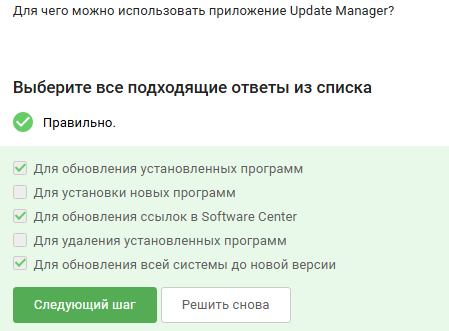 Для чего можно использовать приложение Update Manager?
Выберите все подходящие ответы из списка
Правильно.
Для обновления установленных программ
Для установки новых программ
Для обновления ссылок в Software Center
Для удаления установленных программ
Для обновления всей системы до новой версии
Следующий шаг
Решить снова